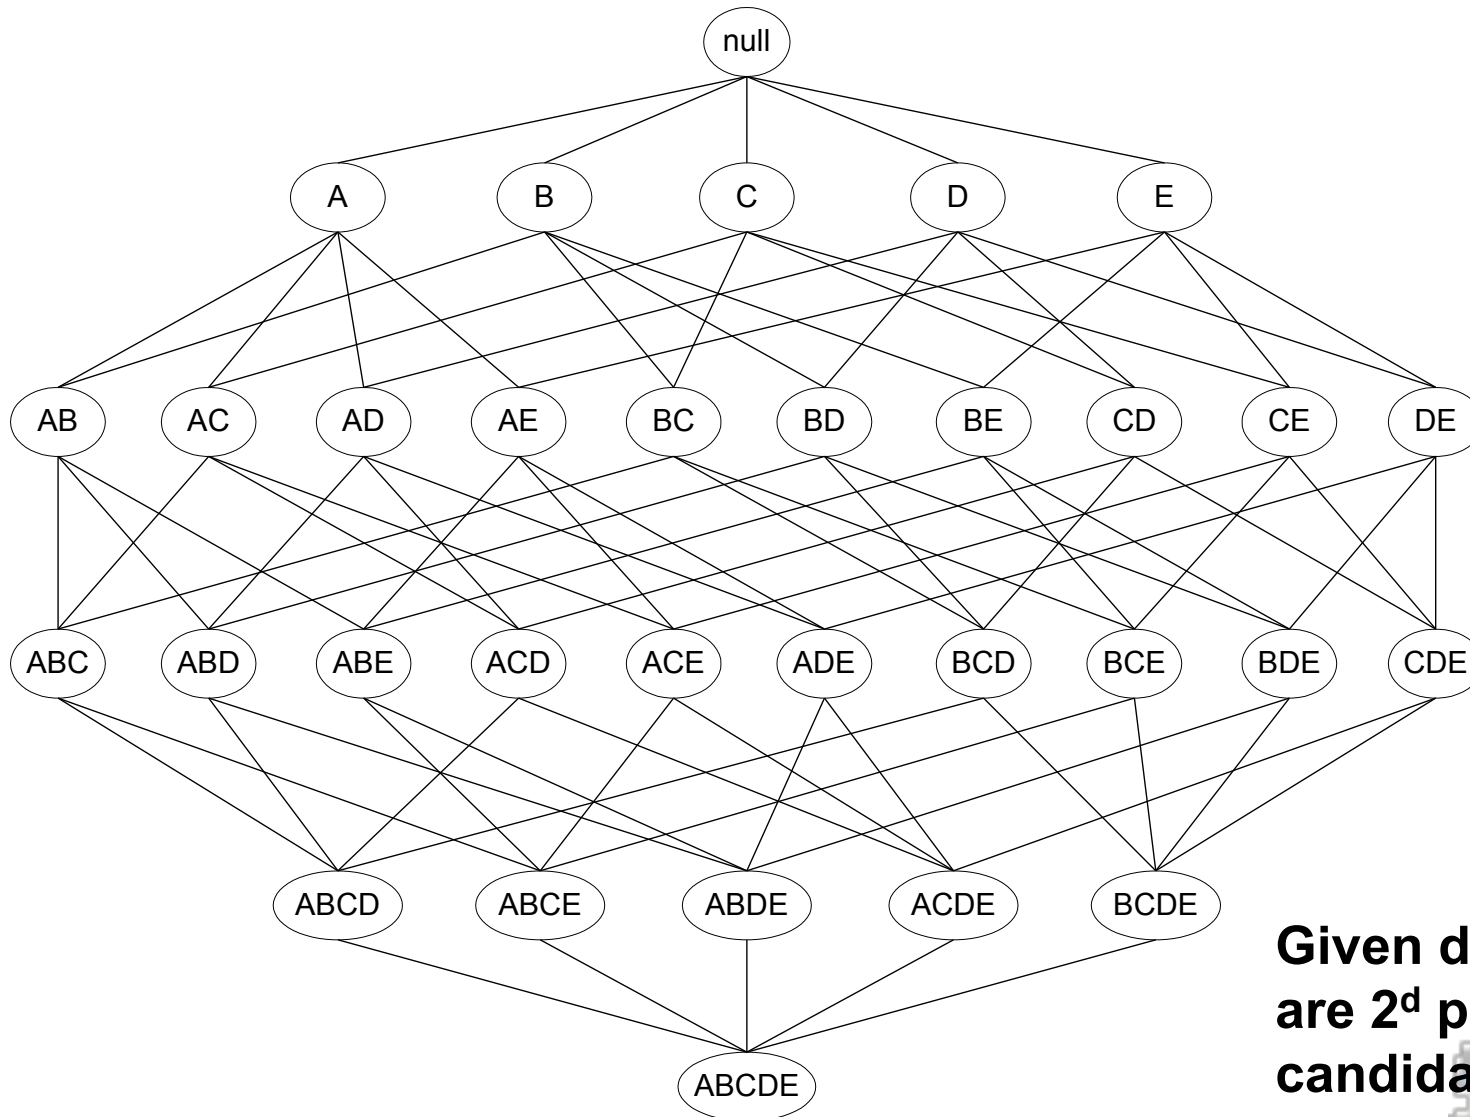 null
A B C D E
AB AC AD AE BC BD BE CD CE DE
ABC ABD ABE ACD ACE ADE BCD BCE BDE CDE
ABCD ABCE ABDE ACDE BCDE
ABCDE
Given d
are 2ᵈ p
candida